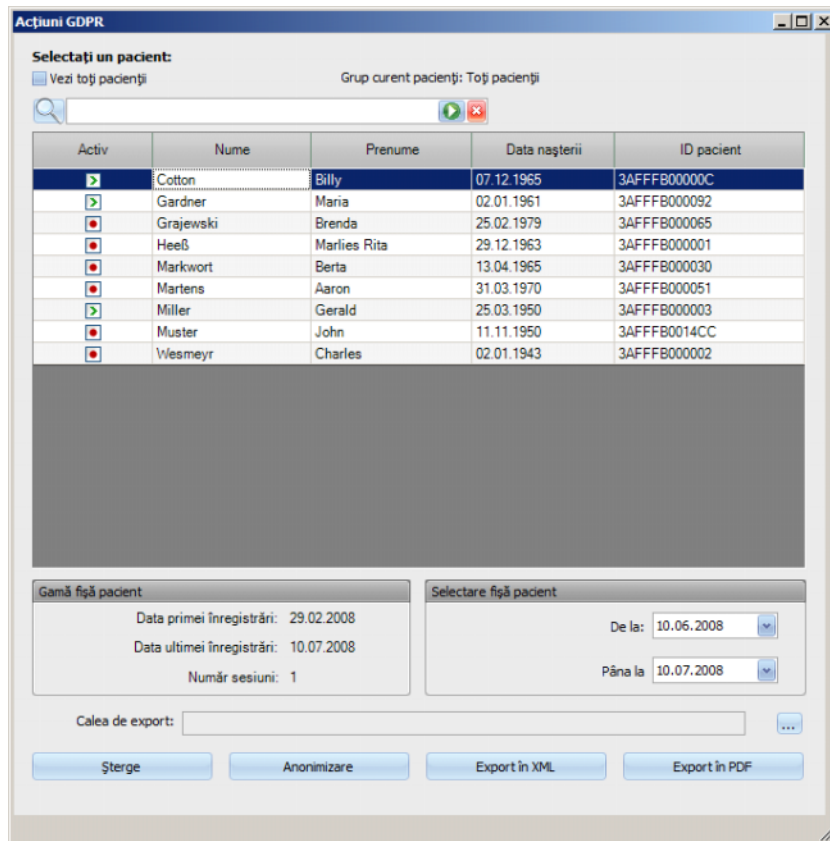 Acțiuni GDPR
Selectați un pacient:
Vezi toți pacienții
Grup curent pacienți: Toți pacienții
Activ Nume Prenume Data nașterii ID pacient
Cotton Billy 07.12.1965 3AFFFB00000C
Gardner Maria 02.01.1961 3AFFFB000092
Grajewski Brenda 25.02.1979 3AFFFB000065
Heeß Marlies Rita 29.12.1963 3AFFFB000001
Markwort Berta 13.04.1965 3AFFFB000030
Martens Aaron 31.03.1970 3AFFFB000051
Miller Gerald 25.03.1950 3AFFFB000003
Muster John 11.11.1950 3AFFFB0014CC
Wesmeyr Charles 02.01.1943 3AFFFB000002
Gamă fișă pacient
Data primei înregistrări: 29.02.2008
Data ultimei înregistrări: 10.07.2008
Număr sesiuni: 1
Selectare fișă pacient
De la: 10.06.2008
Pâna la 10.07.2008
Calea de export:
...
Șterge Anonimizare Export în XML Export în PDF